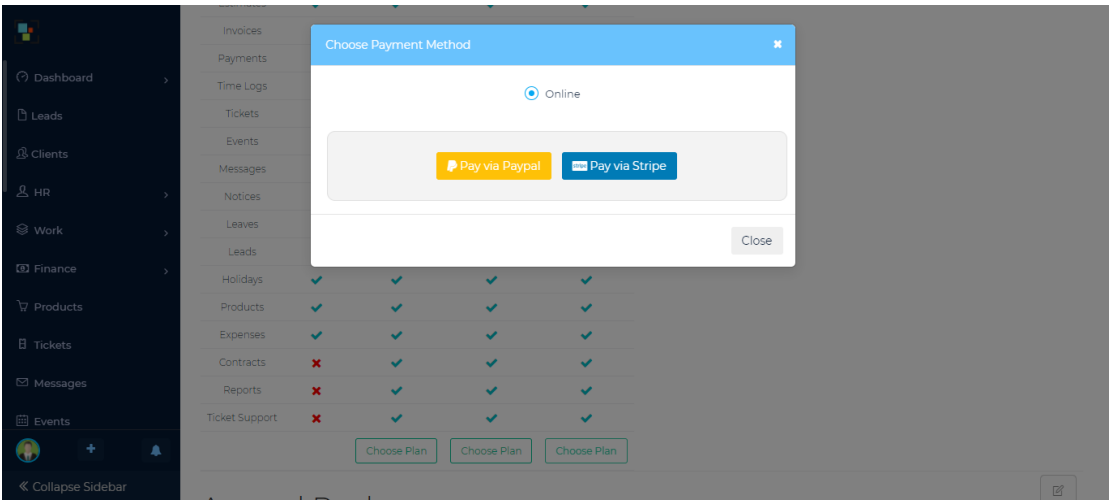 Invoices
Payments
Time Logs
Tickets
Events
Messages
Notices
Leaves
Leads
Holidays
Products
Expenses
Contracts
Reports
Ticket Support
Choose Plan Choose Plan Choose Plan
Dashboard
Leads
Clients
HR
Work
Finance
Products
Tickets
Messages
Events
Collapse Sidebar
Choose Payment Method
Online
Pay via Paypal
stripe Pay via Stripe
Close